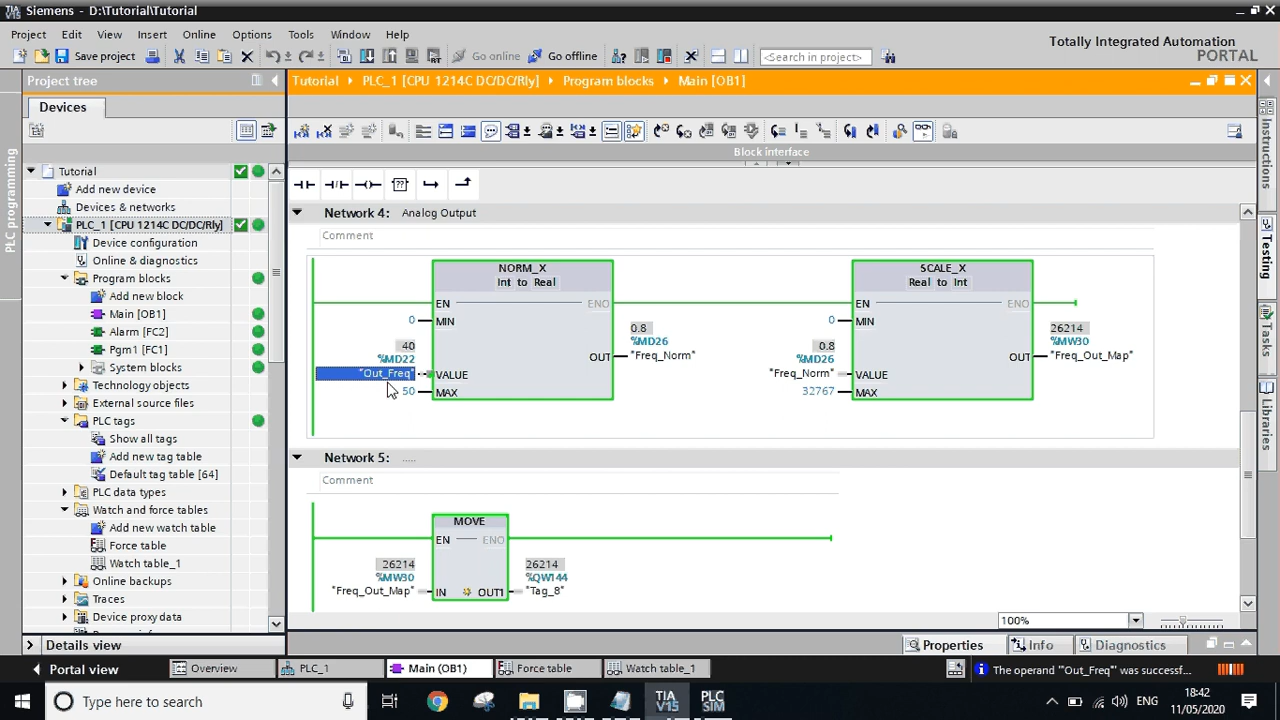 Siemens - D:\Tutorial\Tutorial
TIA
V15
Project Edit View Insert Online Options Tools Window Help
Totally Integrated Automation
PORTAL
Save project Go online Go offline <Search in project>
Project tree
Tutorial PLC_1 [CPU 1214C DC/DC/Rly] Program blocks Main [OB1]
Devices
PLC programming
Block interface
Tutorial
Add new device
Devices & networks
PLC_1 [CPU 1214C DC/DC/Rly]
Device configuration
Online & diagnostics
Program blocks
Add new block
Main [OB1]
Alarm [FC2]
Pgm1 [FC1]
System blocks
Technology objects
External source files
PLC tags
Show all tags
Add new tag table
Default tag table [64]
PLC data types
Watch and force tables
Add new watch table
Force table
Watch table_1
Online backups
Traces
Device proxy data
Details view
??
Network 4: Analog Output
Comment
NORM_X
Int to Real
EN ENO
0 MIN
40
%MD22
"Out_Freq" VALUE
50 MAX
0.8
%MD26
OUT "Freq_Norm"
SCALE_X
Real to Int
EN ENO
0 MIN
0.8
%MD26
"Freq_Norm" VALUE
32767 MAX
26214
%MW30
OUT "Freq_Out_Map"
Network 5: .....
Comment
MOVE
EN ENO
26214
%MW30
"Freq_Out_Map" IN
26214
%QW144
OUT1 "Tag_8"
100%
Instructions
Testing
Tasks
Libraries
Properties Info Diagnostics
Portal view Overview PLC_1 Main (OB1) Force table Watch table_1 The operand '"Out_Freq"' was successf...
Type here to search
TIA
V15
PLC
SIM
ENG
18:42
11/05/2020